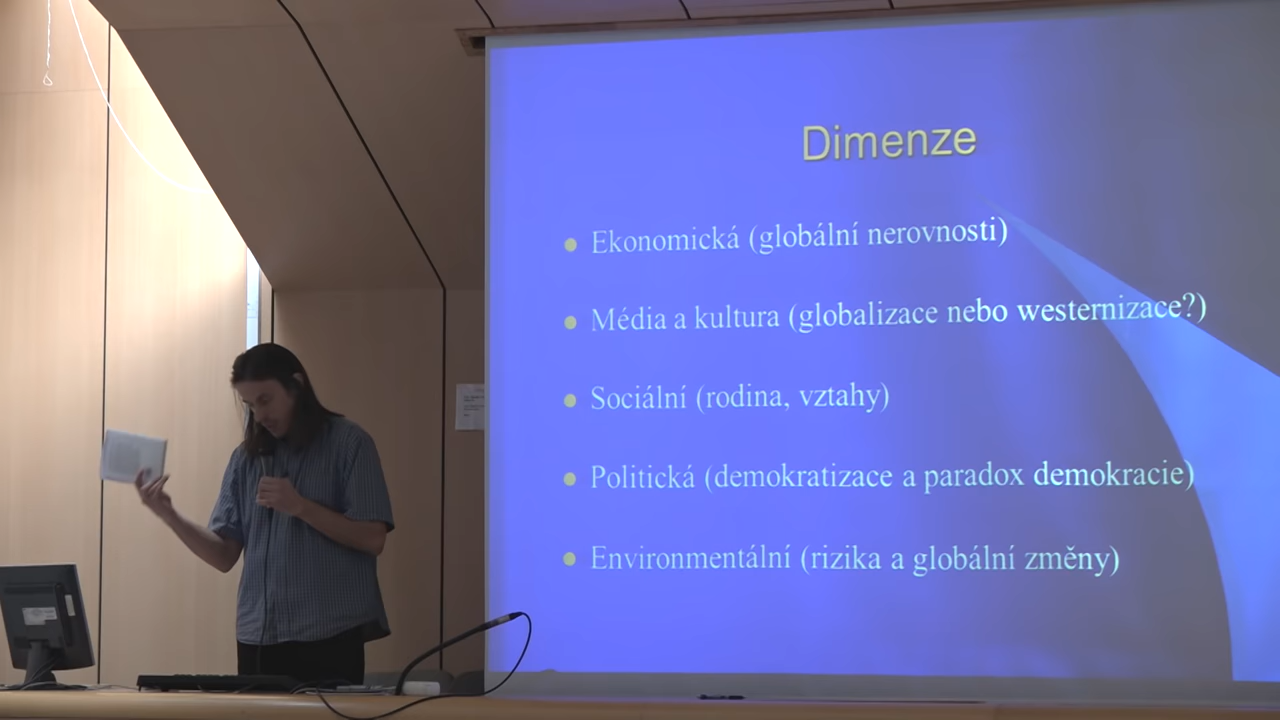 Dimenze
Ekonomická (globální nerovnosti)
Média a kultura (globalizace nebo westernizace?)
Sociální (rodina, vztahy)
Politická (demokratizace a paradox demokracie)
Environmentální (rizika a globální změny)